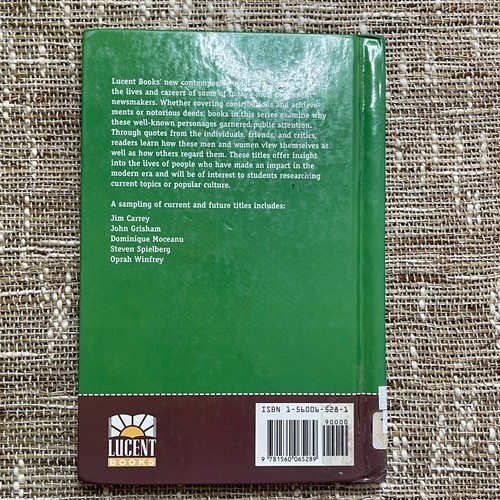 Lucent Books' new contemporary
the lives and careers of some of today's
newsmakers. Whether covering contributions and achieve-
ments or notorious deeds, books in this series examine why
these well-known personages garnered public attention.
Through quotes from the individuals, friends, and critics,
readers learn how these men and women view themselves as
well as how others regard them. These titles offer insight
into the lives of people who have made an impact in the
modern era and will be of interest to students researching
current topics or popular culture.
A sampling of current and future titles includes:
Jim Carrey
John Grisham
Dominique Moceanu
Steven Spielberg
Oprah Winfrey
LUCENT
BOOKS
ISBN 1-56006-528-1
90000
9 781560 065289